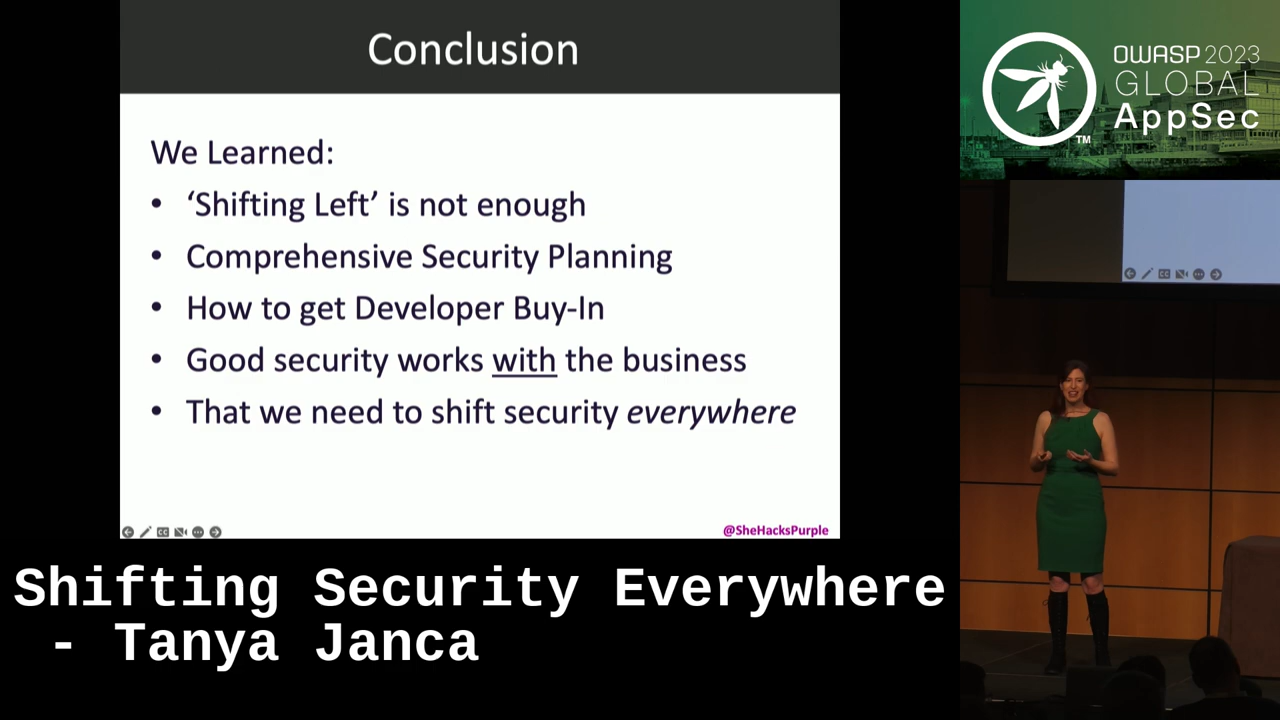 Conclusion
We Learned:
• ‘Shifting Left’ is not enough
• Comprehensive Security Planning
• How to get Developer Buy-In
• Good security works with the business
• That we need to shift security everywhere
@SheHacksPurple
OWASP 2023
GLOBAL
AppSec
TM
Shifting Security Everywhere
- Tanya Janca